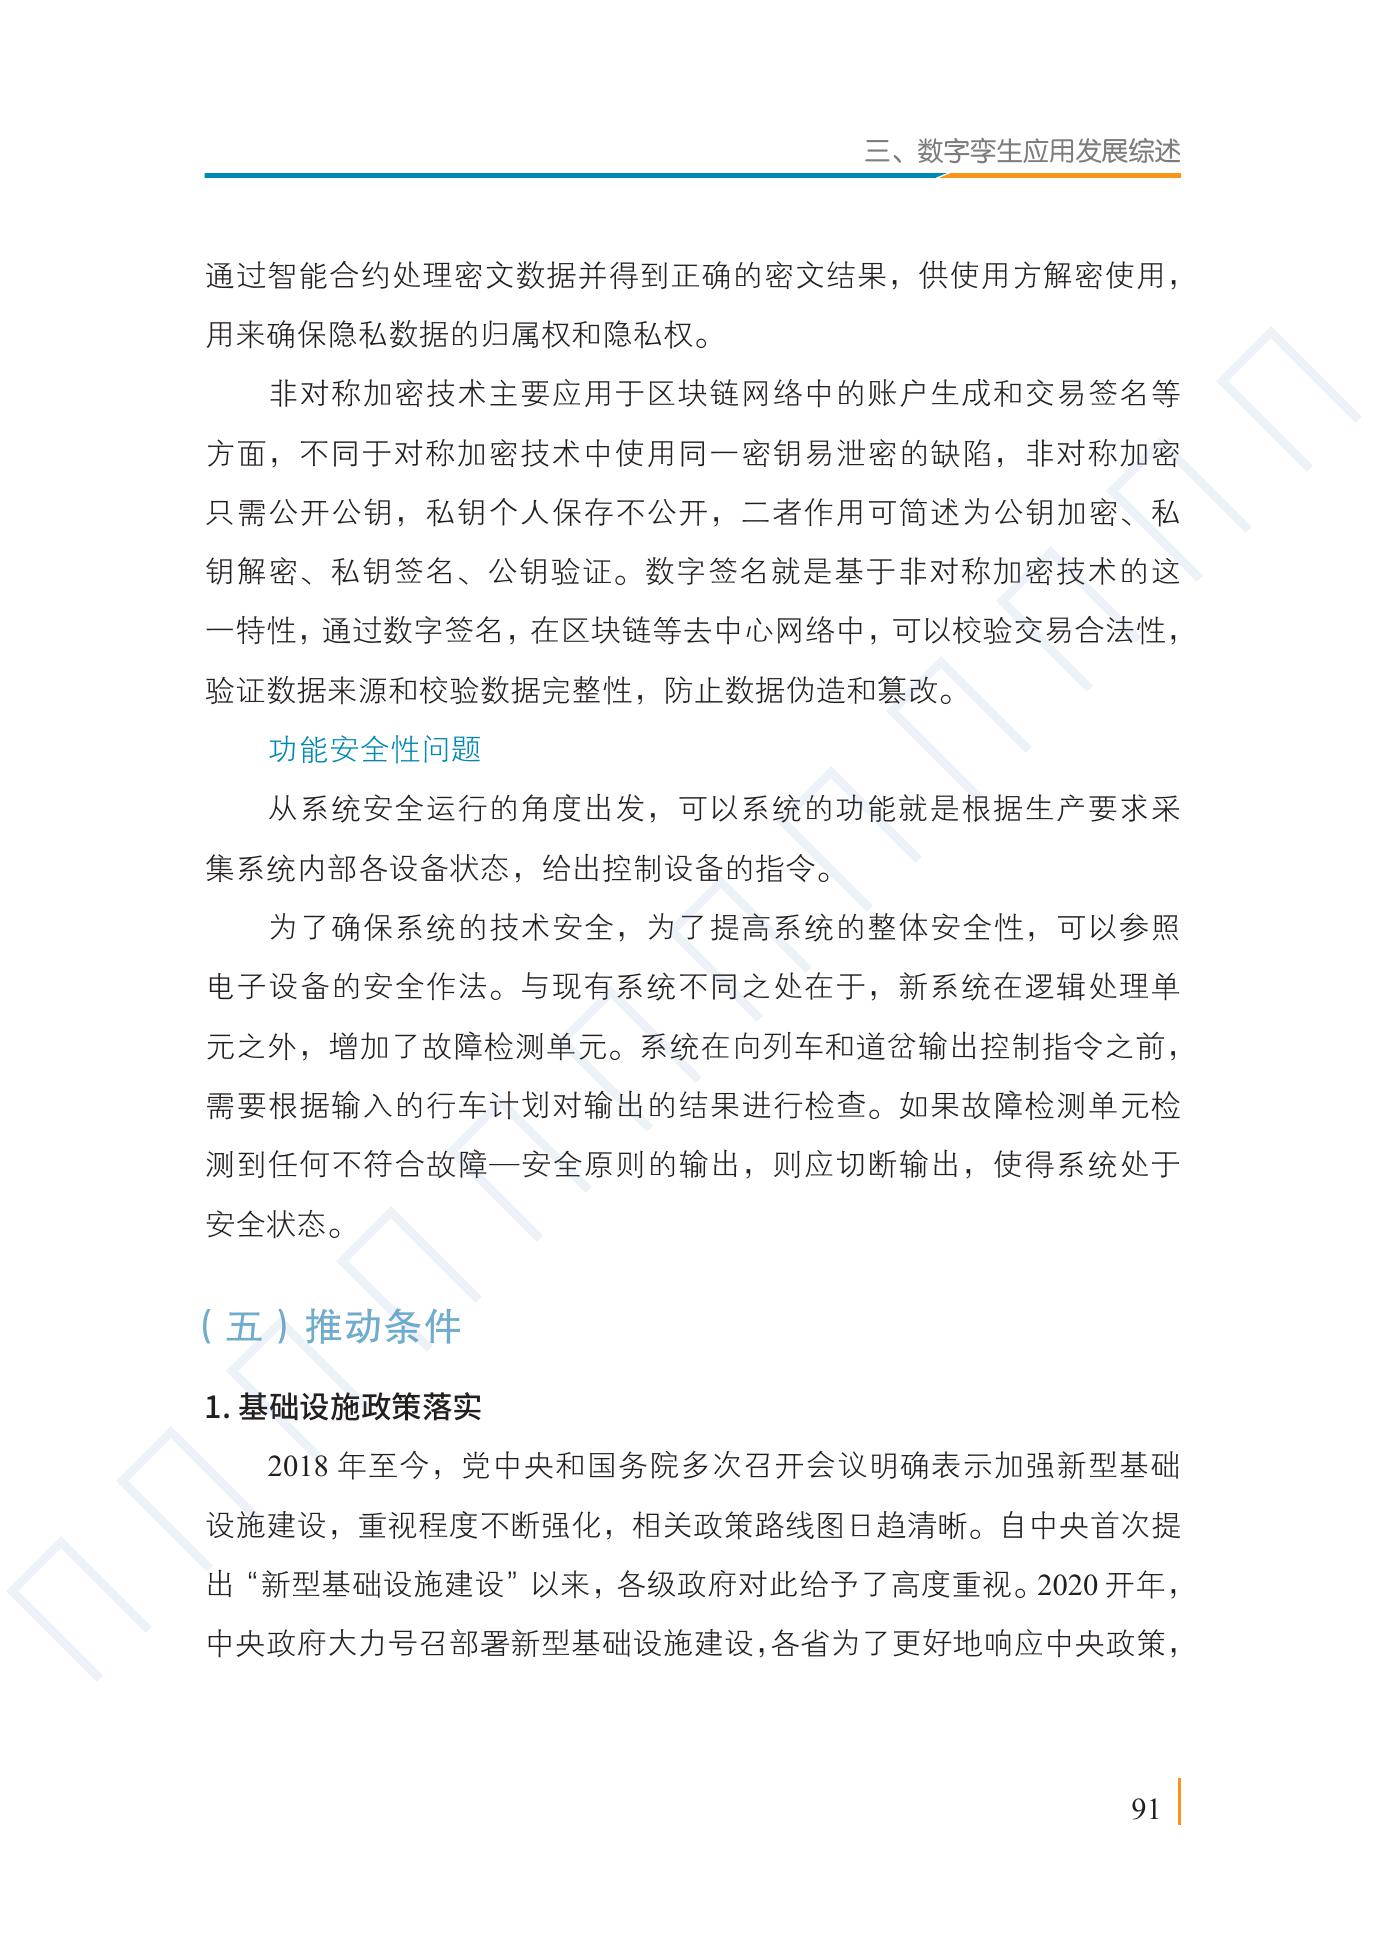 三、数字孪生应用发展综述
通过智能合约处理密文数据并得到正确的密文结果，供使用方解密使用，
用来确保隐私数据的归属权和隐私权。
非对称加密技术主要应用于区块链网络中的账户生成和交易签名等
方面，不同于对称加密技术中使用同一密钥易泄密的缺陷，非对称加密
只需公开公钥，私钥个人保存不公开，二者作用可简述为公钥加密、私
钥解密、私钥签名、公钥验证。数字签名就是基于非对称加密技术的这
一特性，通过数字签名，在区块链等去中心网络中，可以校验交易合法性，
验证数据来源和校验数据完整性，防止数据伪造和篡改。
功能安全性问题
从系统安全运行的角度出发，可以系统的功能就是根据生产要求采
集系统内部各设备状态，给出控制设备的指令。
为了确保系统的技术安全，为了提高系统的整体安全性，可以参照
电子设备的安全作法。与现有系统不同之处在于，新系统在逻辑处理单
元之外，增加了故障检测单元。系统在向列车和道岔输出控制指令之前，
需要根据输入的行车计划对输出的结果进行检查。如果故障检测单元检
测到任何不符合故障—安全原则的输出，则应切断输出，使得系统处于
安全状态。
（五）推动条件
1. 基础设施政策落实
2018 年至今，党中央和国务院多次召开会议明确表示加强新型基础
设施建设，重视程度不断强化，相关政策路线图日趋清晰。自中央首次提
出“新型基础设施建设”以来，各级政府对此给予了高度重视。2020 开年，
中央政府大力号召部署新型基础设施建设，各省为了更好地响应中央政策，
91